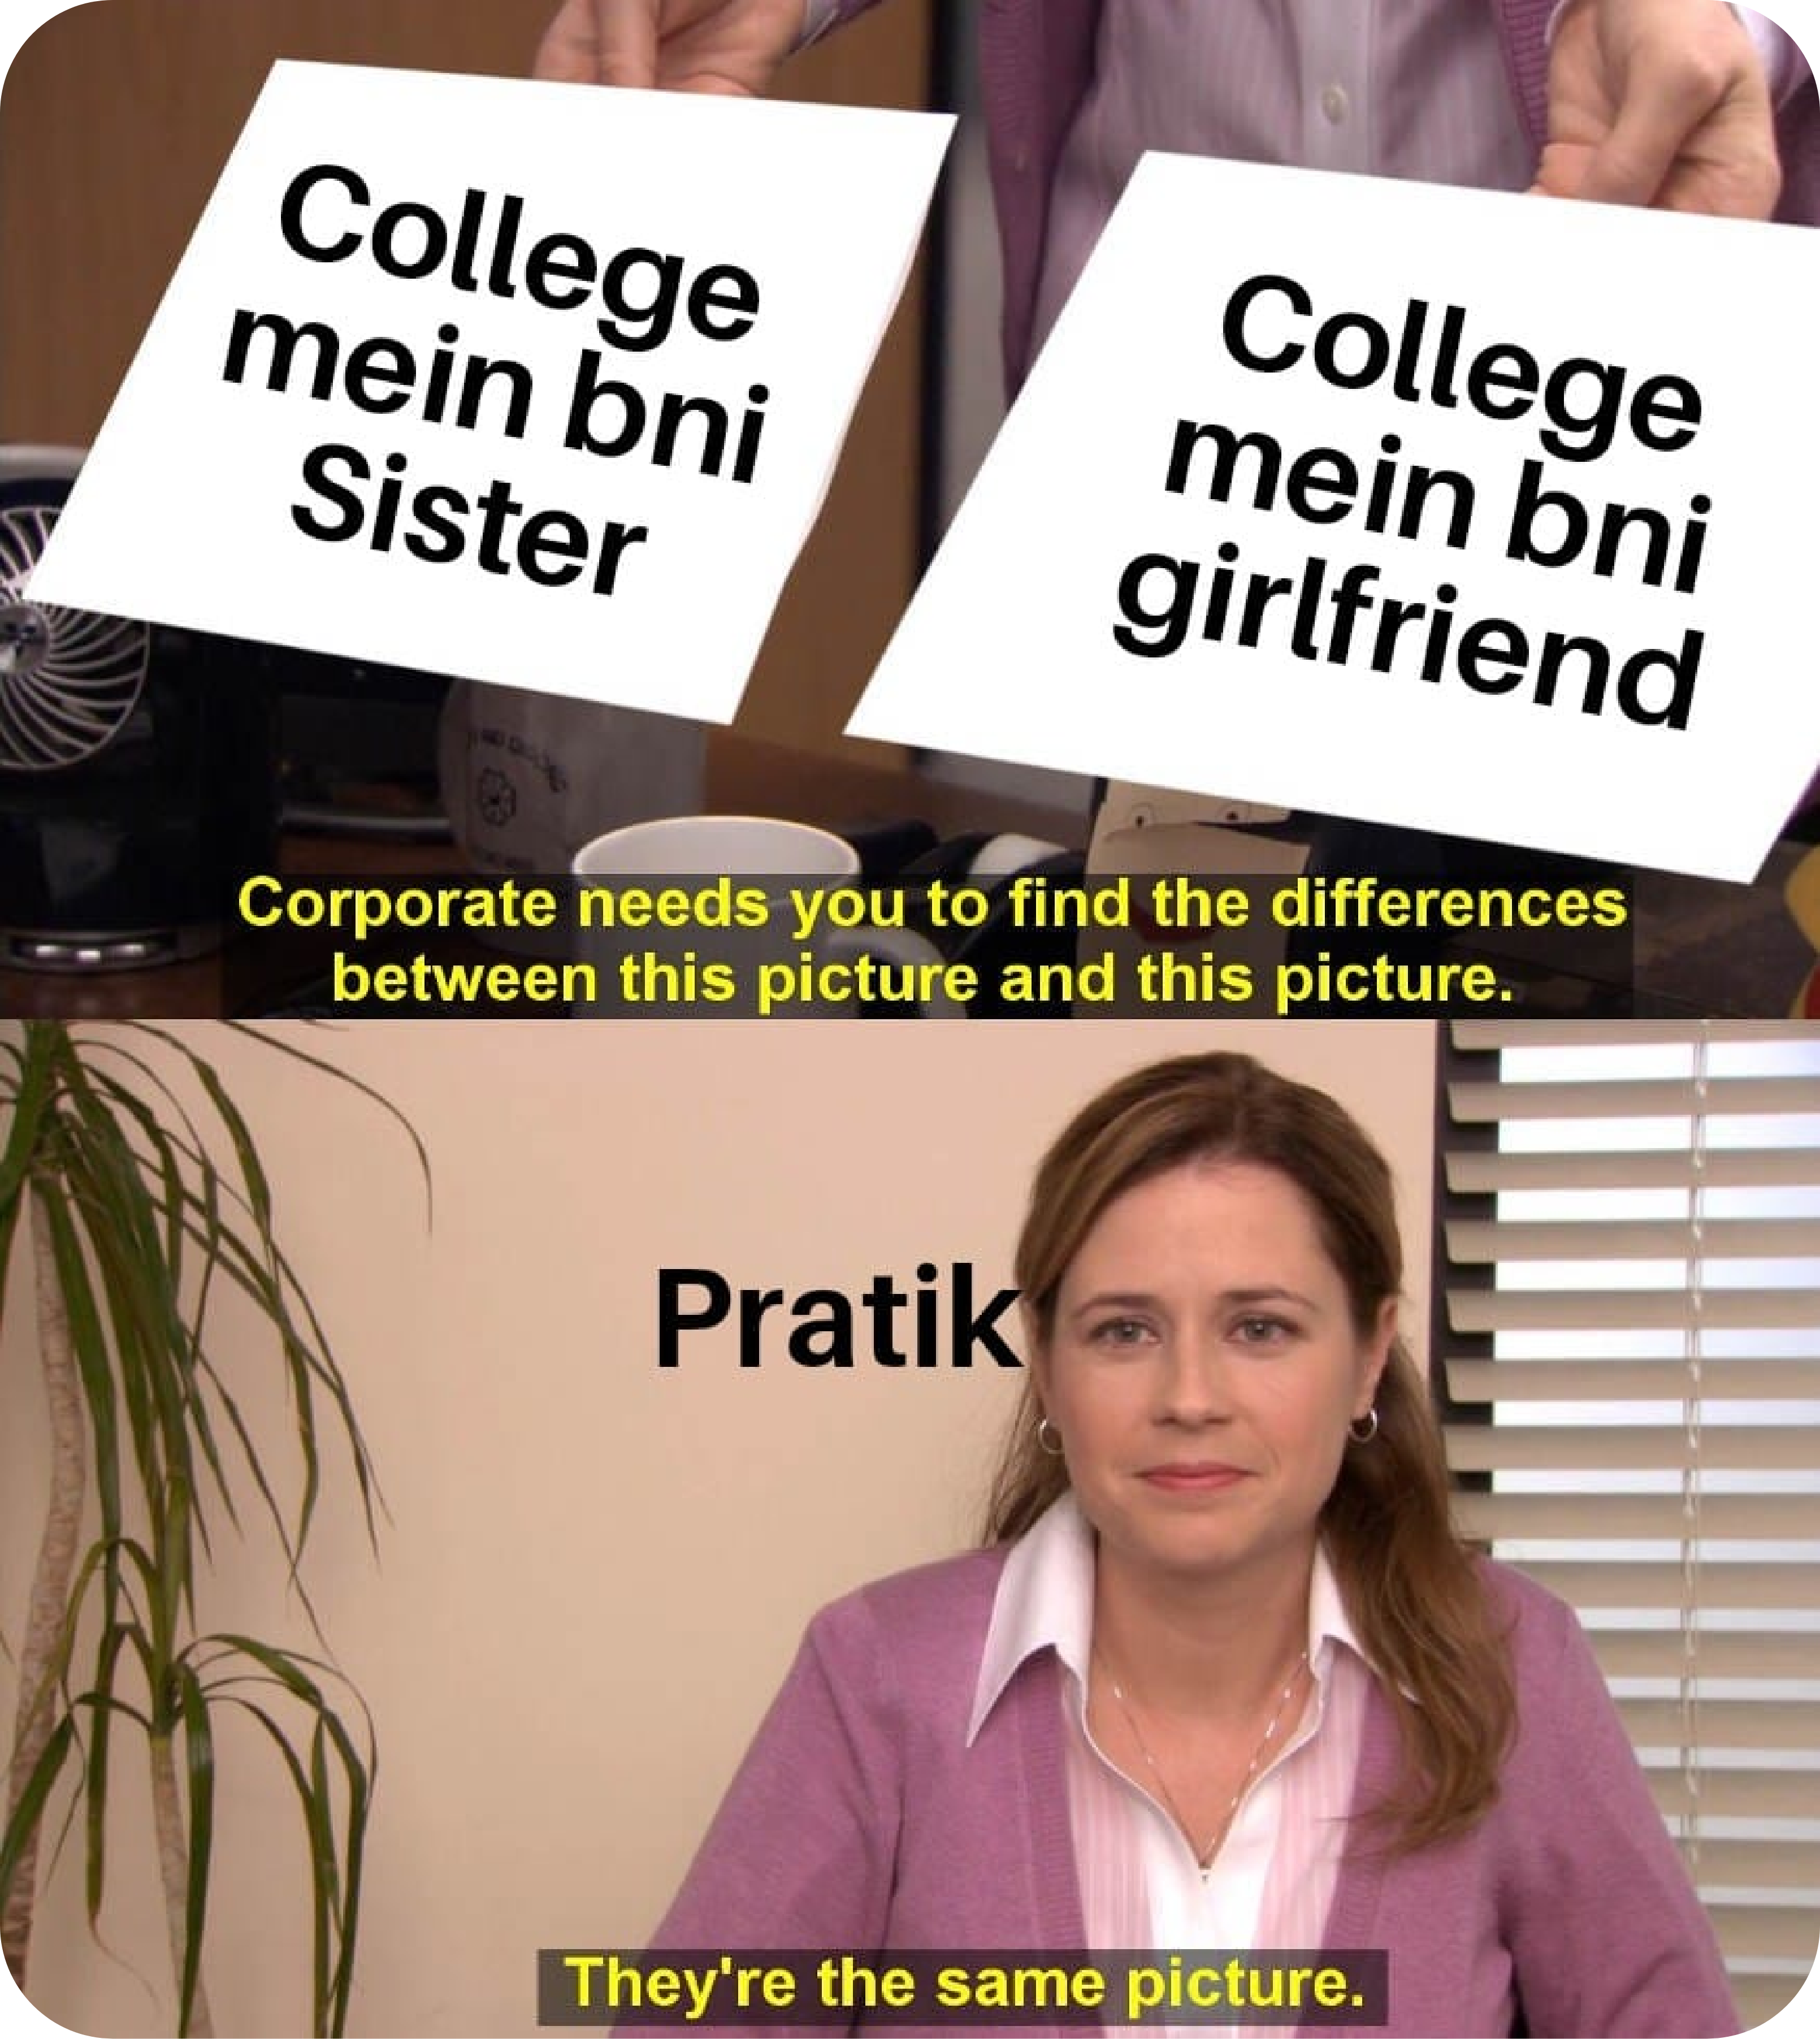 College
mein bni
Sister
College
mein bni
girlfriend
Corporate needs you to find the differences
between this picture and this picture.
Pratik
They're the same picture.